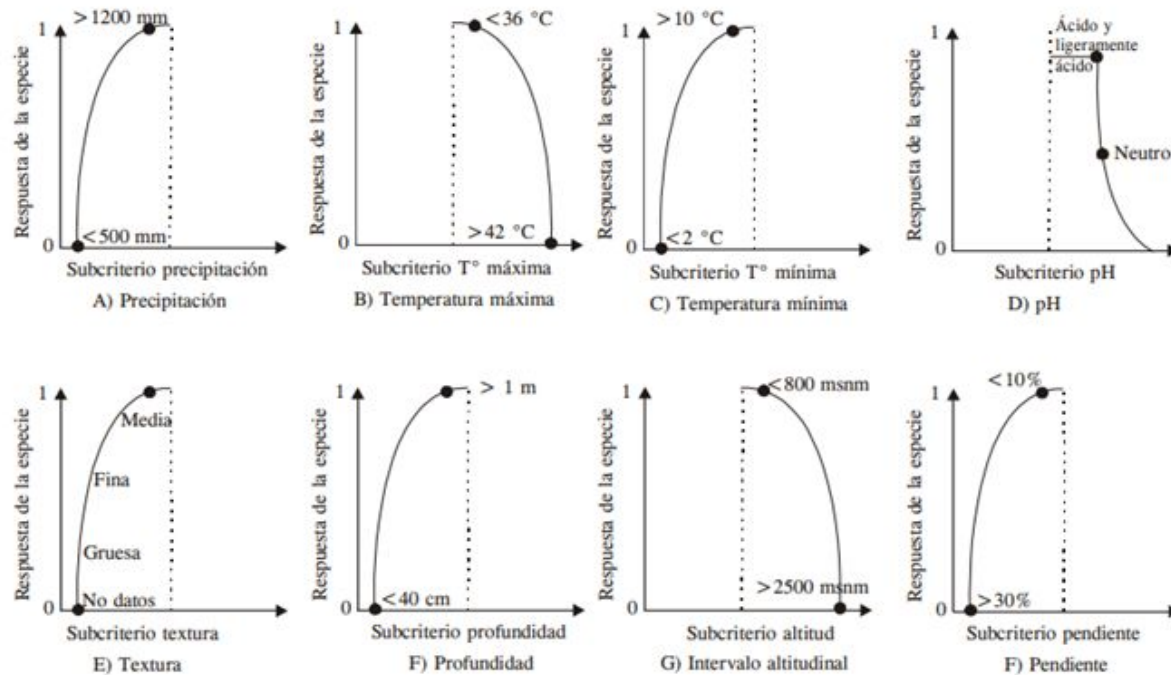 Respuesta de la especie
>1200 mm
1
<500 mm
0
Subcriterio precipitación
A) Precipitación
Respuesta de la especie
<36 °C
1
>42 °C
0
Subcriterio T° máxima
B) Temperatura máxima
Respuesta de la especie
>10 °C
1
<2 °C
0
Subcriterio T° mínima
C) Temperatura mínima
Respuesta de la especie
1
Ácido y
ligeramente
ácido
Neutro
0
Subcriterio pH
D) pH
Respuesta de la especie
1
Media
Fina
Gruesa
No datos
0
Subcriterio textura
E) Textura
Respuesta de la especie
1
> 1 m
<40 cm
0
Subcriterio profundidad
F) Profundidad
Respuesta de la especie
1
<800 msnm
>2500 msnm
0
Subcriterio altitud
G) Intervalo altitudinal
Respuesta de la especie
<10%
1
>30%
0
Subcriterio pendiente
F) Pendiente